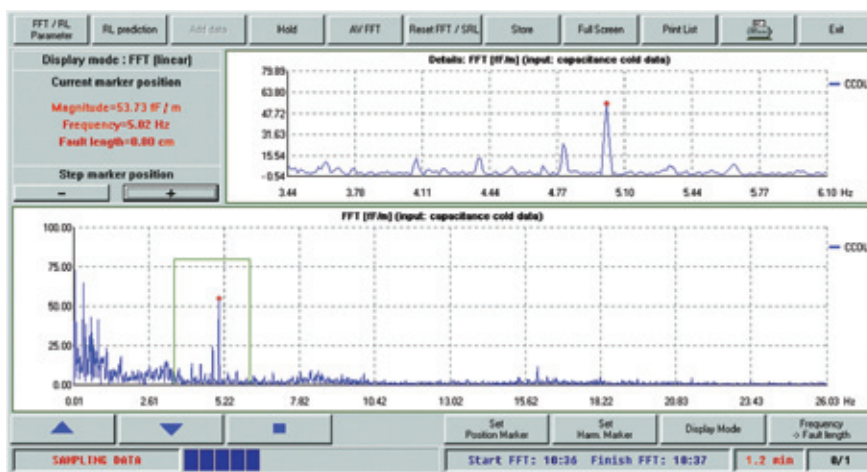 FFT / RL Parameter
RL prediction
Add data
Hold
AV FFT
Reset FFT / SRL
Store
Full Screen
Print List
Exit
Display mode : FFT (linear)
Current marker position
Magnitude=53.73 fF / m
Frequency=5.02 Hz
Fault length=0.00 cm
Step marker position
- +
Details: FFT [fF/m] (input: capacitance cold data)
79.89
63.80
47.72
31.63
15.54
-0.54
3.44 3.78 4.11 4.44 4.77 5.10 5.44 5.77 6.10 Hz
FFT [fF/m] (input: capacitance cold data)
100.00
75.00
50.00
25.00
0.00
0.01 2.61 5.22 7.82 10.42 13.02 15.62 18.22 20.83 23.43 26.03 Hz
Set Position Marker
Set Harm. Marker
Display Mode
Frequency -> Fault length
SAMPLING DATA
Start FFT: 10:36 Finish FFT: 10:37
1.2 min
0/1